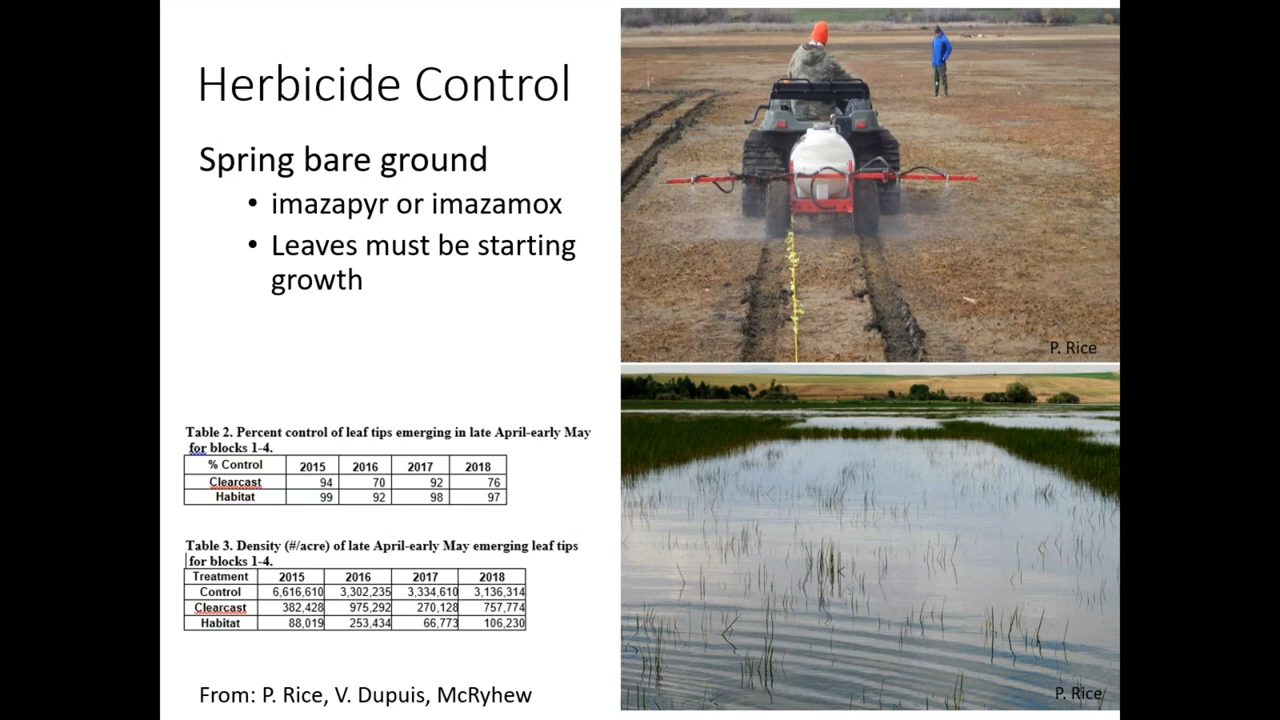 Herbicide Control
Spring bare ground
• imazapyr or imazamox
• Leaves must be starting
growth
P. Rice
Table 2. Percent control of leaf tips emerging in late April-early May
for blocks 1-4.
% Control 2015 2016 2017 2018
Clearcast 94 70 92 76
Habitat 99 92 98 97
Table 3. Density (#/acre) of late April-early May emerging leaf tips
for blocks 1-4.
Treatment 2015 2016 2017 2018
Control 6,616,610 3,302,235 3,334,610 3,136,314
Clearcast 382,428 975,292 270,128 757,774
Habitat 88,019 253,434 66,773 106,230
From: P. Rice, V. Dupuis, McRyhew
P. Rice